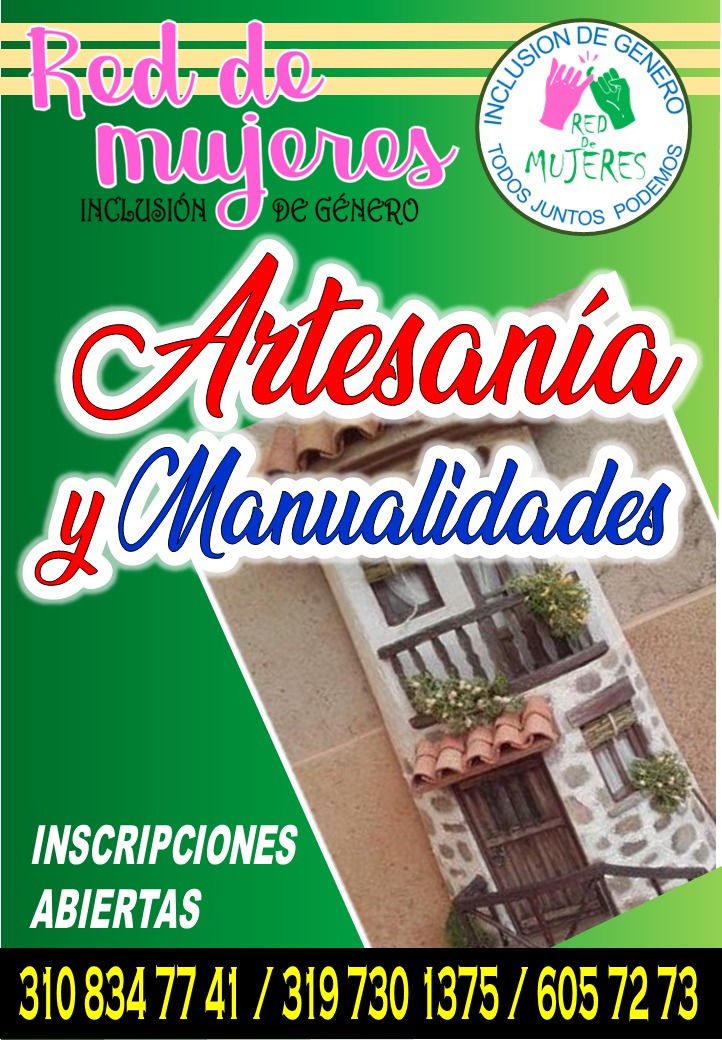 Red de
mujeres
INCLUSIÓN DE GÉNERO
INCLUSION DE GENERO
RED
De
MUJERES
TODOS JUNTOS PODEMOS
Artesanía
y Manualidades
INSCRIPCIONES
ABIERTAS
310 834 77 41 / 319 730 1375 / 605 72 73